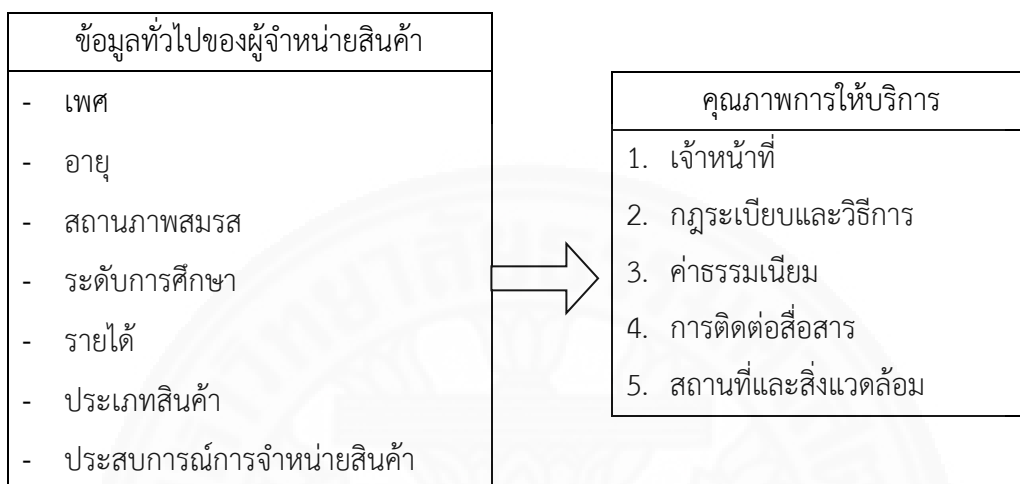 ข้อมูลทั่วไปของผู้จำหน่ายสินค้า
- เพศ
- อายุ
- สถานภาพสมรส
- ระดับการศึกษา
- รายได้
- ประเภทสินค้า
- ประสบการณ์การจำหน่ายสินค้า
คุณภาพการให้บริการ
1. เจ้าหน้าที่
2. กฎระเบียบและวิธีการ
3. ค่าธรรมเนียม
4. การติดต่อสื่อสาร
5. สถานที่และสิ่งแวดล้อม